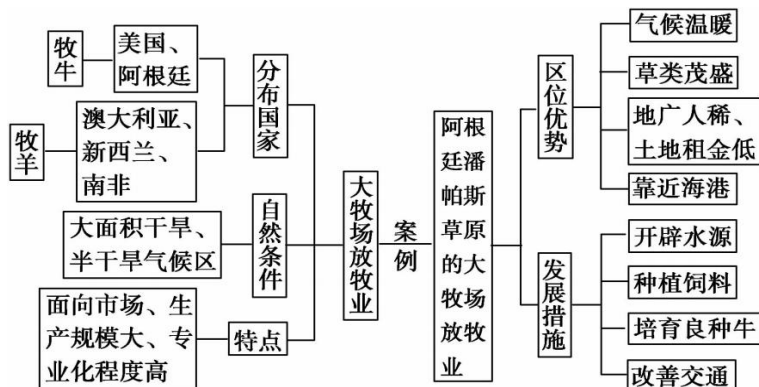 牧牛
美国、
阿根廷
牧羊
澳大利亚、
新西兰、
南非
分布国家
大面积干旱、
半干旱气候区
自然条件
面向市场、生
产规模大、专
业化程度高
特点
大牧场放牧业
案例
阿根
廷潘
帕斯
草原
的大
牧场
放牧
业
区位优势
气候温暖
草类茂盛
地广人稀、
土地租金低
靠近海港
发展措施
开辟水源
种植饲料
培育良种牛
改善交通